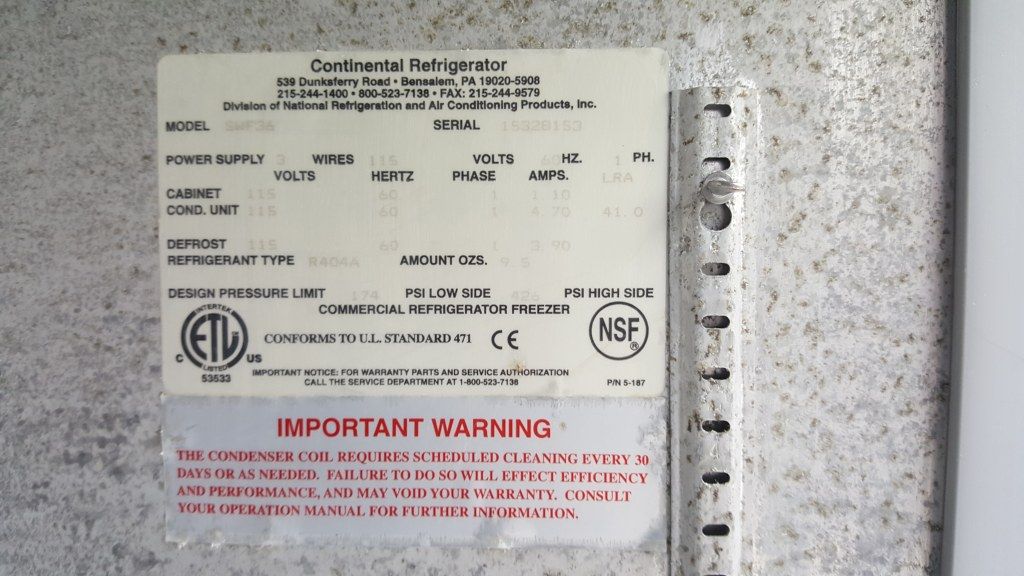 Continental Refrigerator
539 Dunksferry Road • Bensalem, PA 19020-5908
215-244-1400 • 800-523-7138 • FAX: 215-244-9579
Division of National Refrigeration and Air Conditioning Products, Inc.
MODEL SWF36 SERIAL 15328153
POWER SUPPLY 3 WIRES 115 VOLTS 60 HZ. 1 PH.
VOLTS HERTZ PHASE AMPS. LRA
CABINET 115 60 1 1.10
COND. UNIT 115 60 1 4.70 41.0
DEFROST 115 60 1 3.90
REFRIGERANT TYPE R404A AMOUNT OZS. 9.5
DESIGN PRESSURE LIMIT 174 PSI LOW SIDE 426 PSI HIGH SIDE
COMMERCIAL REFRIGERATOR FREEZER
INTERTEK
C ETL US
LISTED
53533
CONFORMS TO U.L. STANDARD 471 CE
NSF®
IMPORTANT NOTICE: FOR WARRANTY PARTS AND SERVICE AUTHORIZATION
CALL THE SERVICE DEPARTMENT AT 1-800-523-7138 P/N 5-187
IMPORTANT WARNING
THE CONDENSER COIL REQUIRES SCHEDULED CLEANING EVERY 30
DAYS OR AS NEEDED. FAILURE TO DO SO WILL EFFECT EFFICIENCY
AND PERFORMANCE, AND MAY VOID YOUR WARRANTY. CONSULT
YOUR OPERATION MANUAL FOR FURTHER INFORMATION.